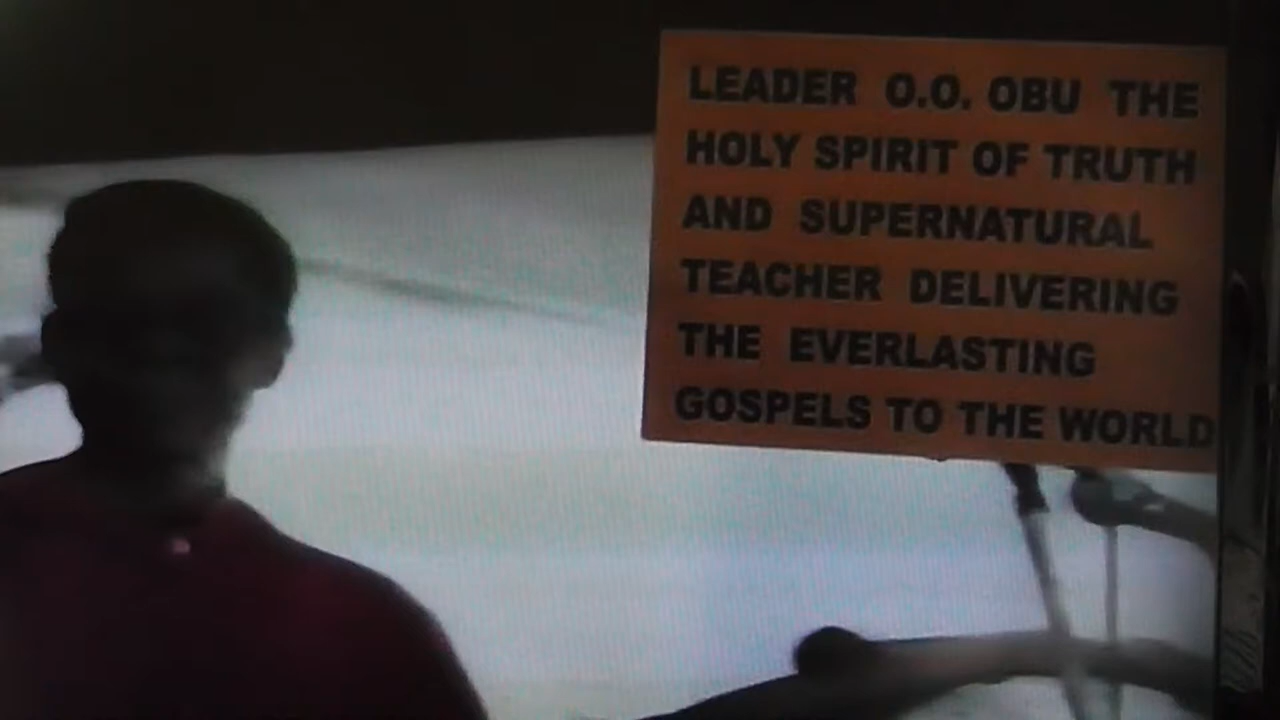 LEADER O.O. OBU THE
HOLY SPIRIT OF TRUTH
AND SUPERNATURAL
TEACHER DELIVERING
THE EVERLASTING
GOSPELS TO THE WORLD